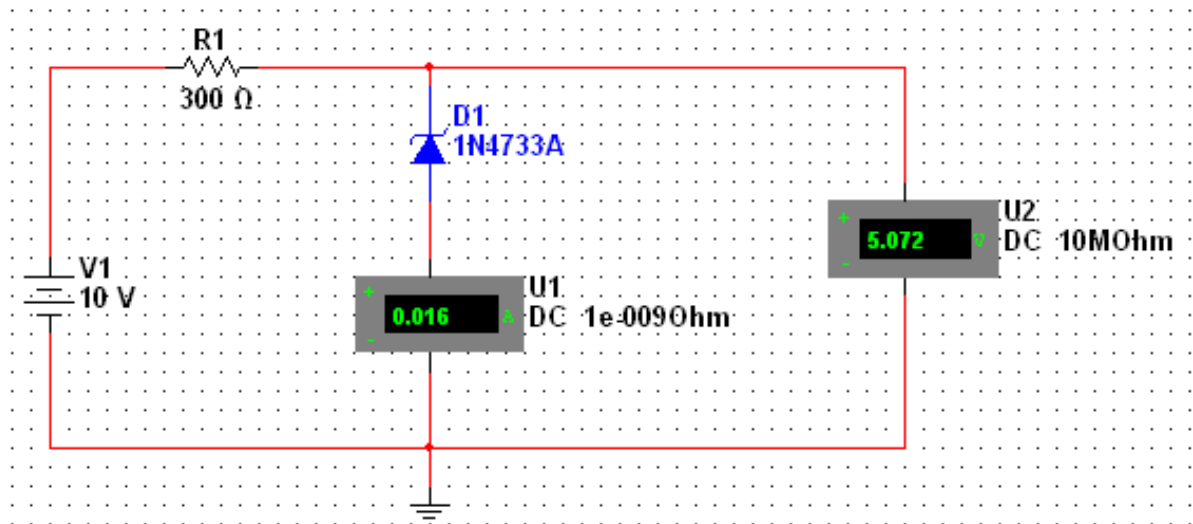 R1
300 Ω
D1
1N4733A
V1
10 V
+
0.016 A
-
U1
DC 1e-009Ohm
+
5.072 V
-
U2
DC 10MOhm